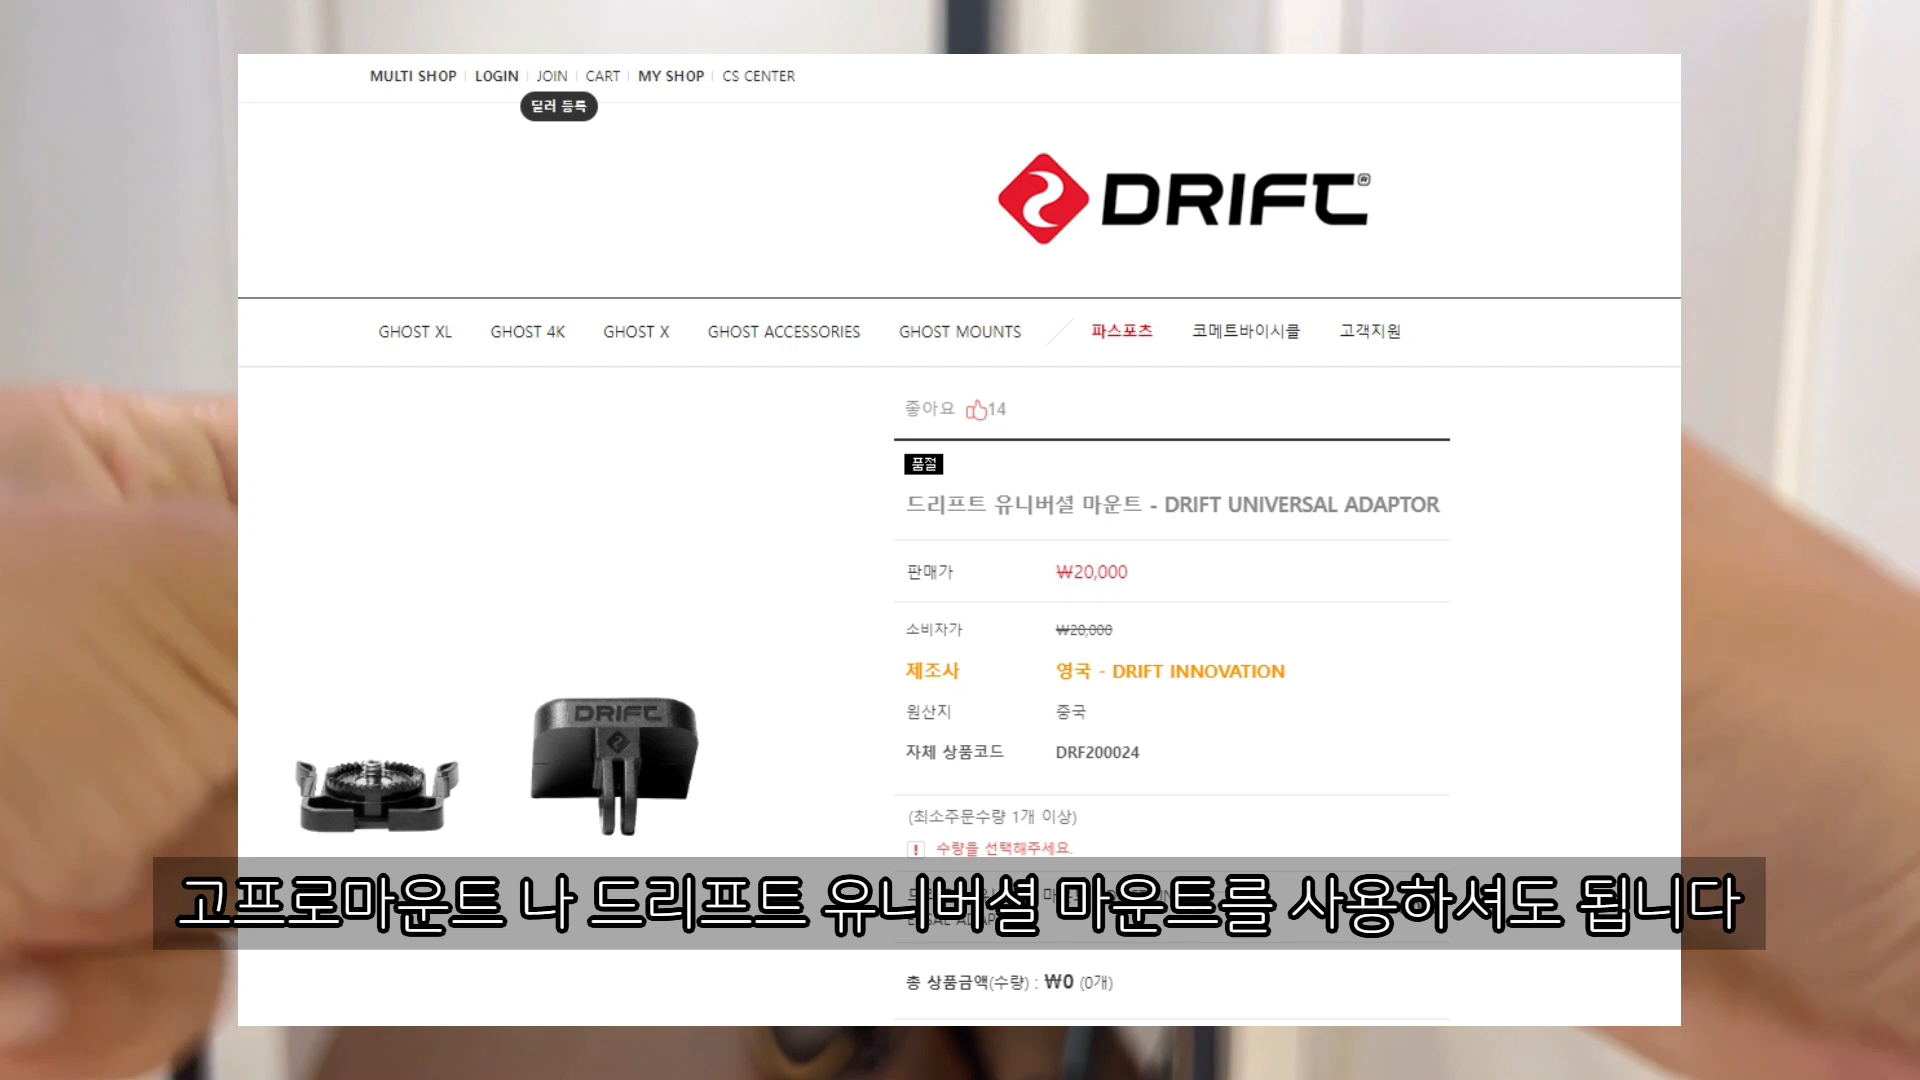 MULTI SHOP LOGIN JOIN CART MY SHOP CS CENTER
딜러 등록
DRIFT®
GHOST XL GHOST 4K GHOST X GHOST ACCESSORIES GHOST MOUNTS 파스포츠 코메트바이시클 고객지원
좋아요 14
품절
드리프트 유니버셜 마운트 - DRIFT UNIVERSAL ADAPTOR
판매가 ₩20,000
소비자가 ₩20,000
제조사 영국 - DRIFT INNOVATION
원산지 중국
자체 상품코드 DRF200024
DRIFT
(최소주문수량 1개 이상)
! 수량을 선택해주세요.
고프로마운트 나 드리프트 유니버셜 마운트를 사용하셔도 됩니다
총 상품금액(수량) : ₩0 (0개)